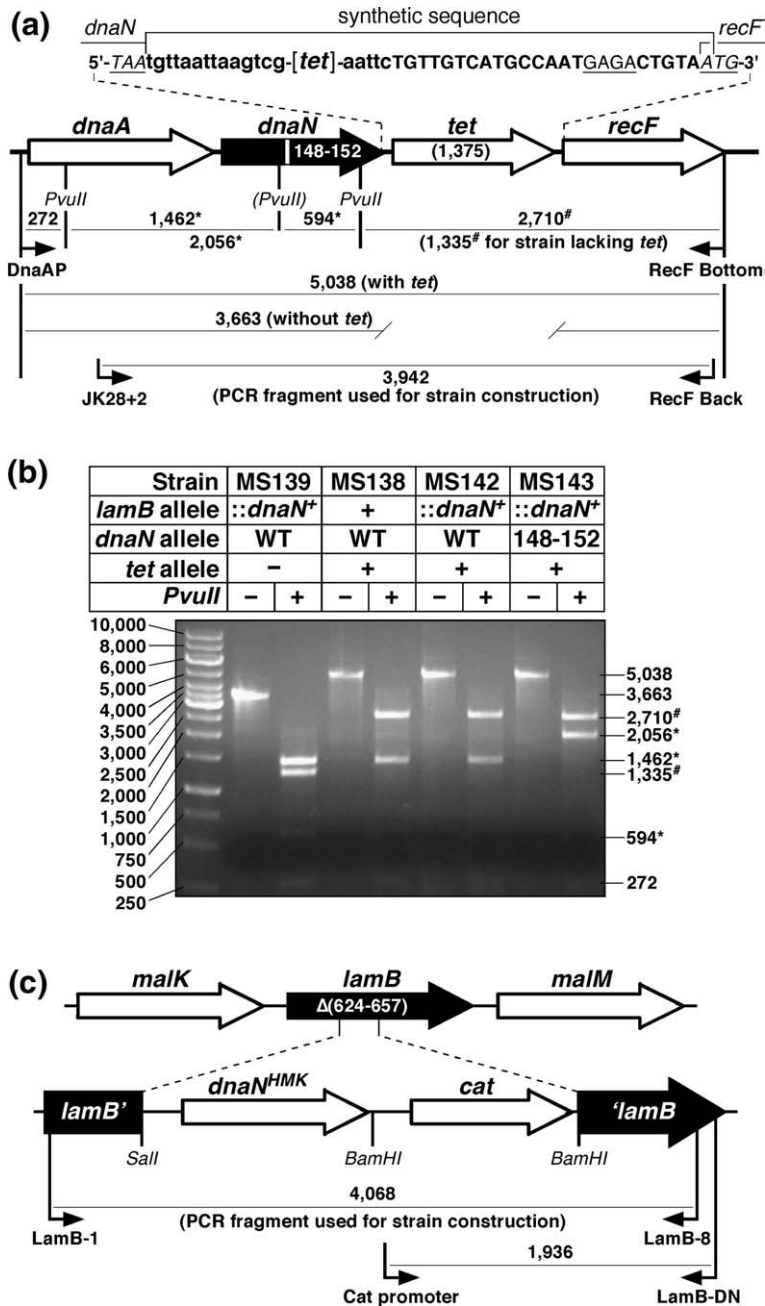 (a)
dnaN synthetic sequence recF
5'-TAAtgttaattaagtcg-[tet]-aattcTGTTGTCATGCCAATGAGACTGTAATG-3'
dnaA dnaN tet recF
148-152 (1,375)
PvuII (PvuII) PvuII
272 1,462* 594* 2,710#
2,056* (1,335# for strain lacking tet)
DnaAP RecF Bottom
5,038 (with tet)
3,663 (without tet)
3,942
JK28+2 (PCR fragment used for strain construction) RecF Back
(b)
Strain MS139 MS138 MS142 MS143
lamB allele ::dnaN+ + ::dnaN+ ::dnaN+
dnaN allele WT WT WT 148-152
tet allele – + + +
PvuII – + – + – + – +
10,000
8,000
6,000
5,000
4,000
3,500
3,000
2,500
2,000
1,500
1,000
750
500
250
5,038
3,663
2,710#
2,056*
1,462*
1,335#
594*
272
(c)
malK lamB malM
Δ(624-657)
lamB' dnaNHMK cat 'lamB
SalI BamHI BamHI
4,068
(PCR fragment used for strain construction)
LamB-1 LamB-8
1,936
Cat promoter LamB-DN